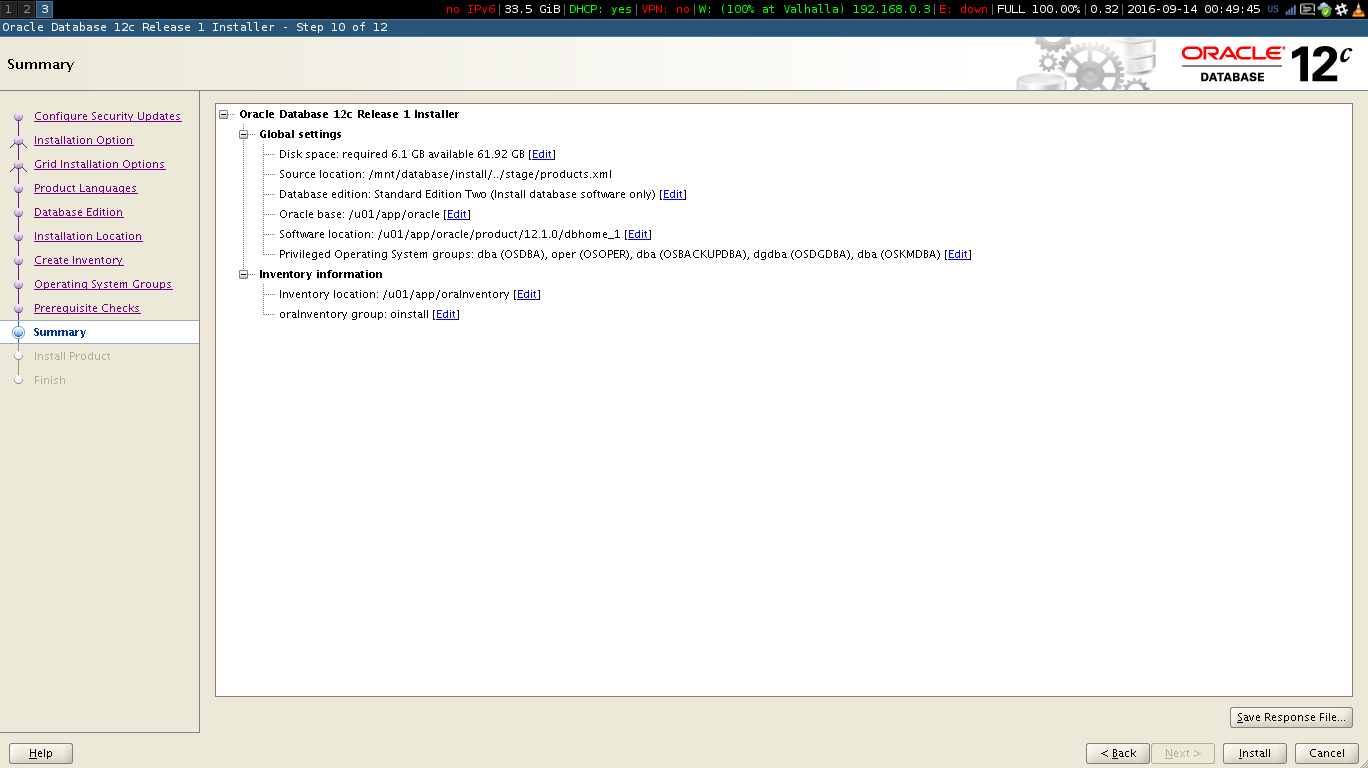 1 2 3 no IPv6|33.5 GiB|DHCP: yes|VPN: no|W: (100% at Valhalla) 192.168.0.3|E: down|FULL 100.00%|0.32|2016-09-14 00:49:45 US
Oracle Database 12c Release 1 Installer - Step 10 of 12
Summary
ORACLE®
DATABASE
12c
Configure Security Updates
Installation Option
Grid Installation Options
Product Languages
Database Edition
Installation Location
Create Inventory
Operating System Groups
Prerequisite Checks
Summary
Install Product
Finish
Oracle Database 12c Release 1 Installer
Global settings
Disk space: required 6.1 GB available 61.92 GB [Edit]
Source location: /mnt/database/install/../stage/products.xml
Database edition: Standard Edition Two (Install database software only) [Edit]
Oracle base: /u01/app/oracle [Edit]
Software location: /u01/app/oracle/product/12.1.0/dbhome_1 [Edit]
Privileged Operating System groups: dba (OSDBA), oper (OSOPER), dba (OSBACKUPDBA), dgdba (OSDGDBA), dba (OSKMDBA) [Edit]
Inventory information
Inventory location: /u01/app/oraInventory [Edit]
oraInventory group: oinstall [Edit]
Save Response File...
Help
< Back
Next >
Install
Cancel